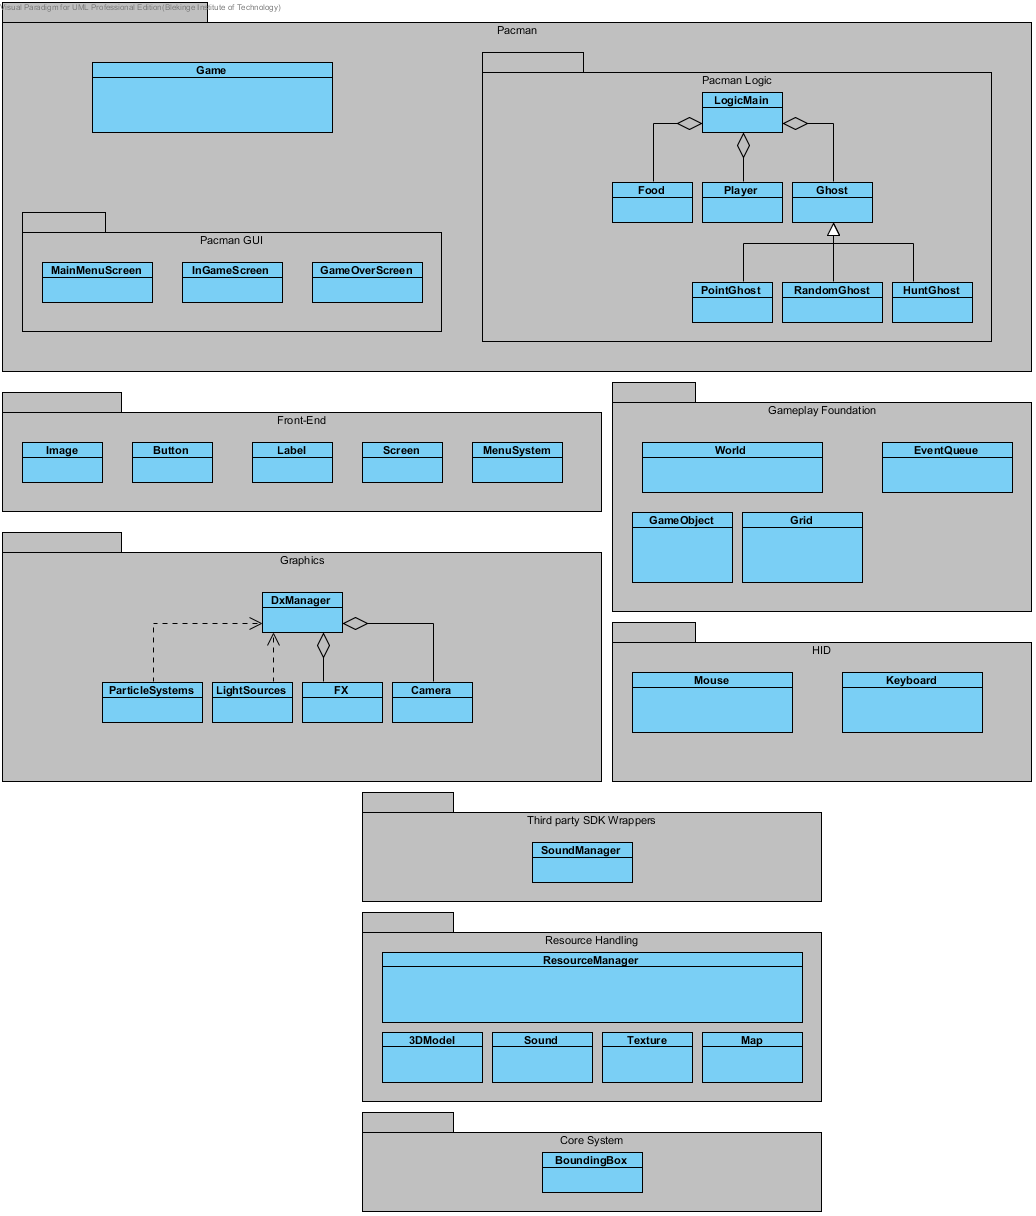 Visual Paradigm for UML Professional Edition(Blekinge Institute of Technology)
Pacman
Game
Pacman Logic
LogicMain
Food Player Ghost
PointGhost RandomGhost HuntGhost
Pacman GUI
MainMenuScreen InGameScreen GameOverScreen
Front-End
Image Button Label Screen MenuSystem
Gameplay Foundation
World EventQueue
GameObject Grid
Graphics
DxManager
ParticleSystems LightSources FX Camera
HID
Mouse Keyboard
Third party SDK Wrappers
SoundManager
Resource Handling
ResourceManager
3DModel Sound Texture Map
Core System
BoundingBox